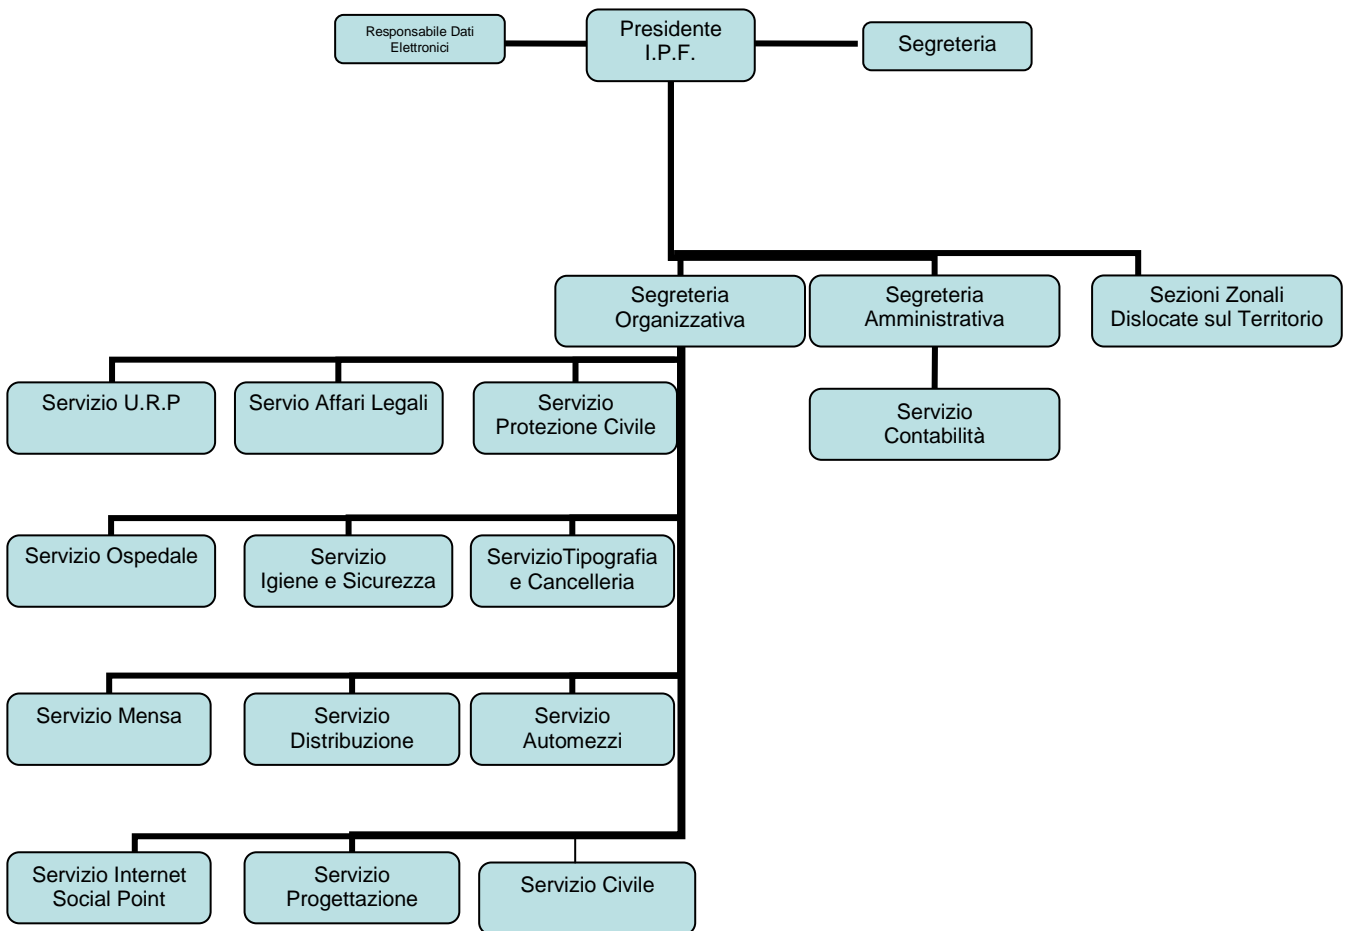 Responsabile Dati
Elettronici
Presidente
I.P.F.
Segreteria
Segreteria
Organizzativa
Segreteria
Amministrativa
Sezioni Zonali
Dislocate sul Territorio
Servizio U.R.P
Servio Affari Legali
Servizio
Protezione Civile
Servizio
Contabilità
Servizio Ospedale
Servizio
Igiene e Sicurezza
ServizioTipografia
e Cancelleria
Servizio Mensa
Servizio
Distribuzione
Servizio
Automezzi
Servizio Internet
Social Point
Servizio
Progettazione
Servizio Civile